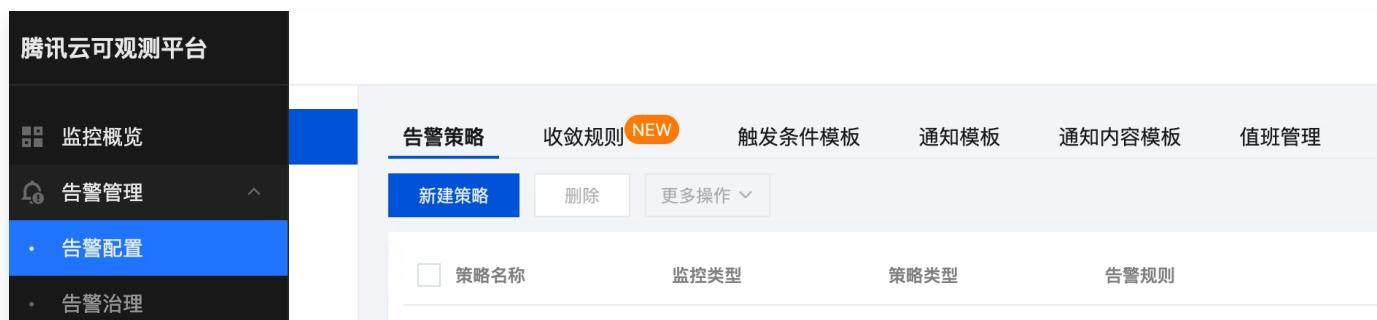 腾讯云可观测平台
监控概览
告警管理
告警配置
告警治理
告警策略 收敛规则 NEW 触发条件模板 通知模板 通知内容模板 值班管理
新建策略 删除 更多操作
策略名称 监控类型 策略类型 告警规则